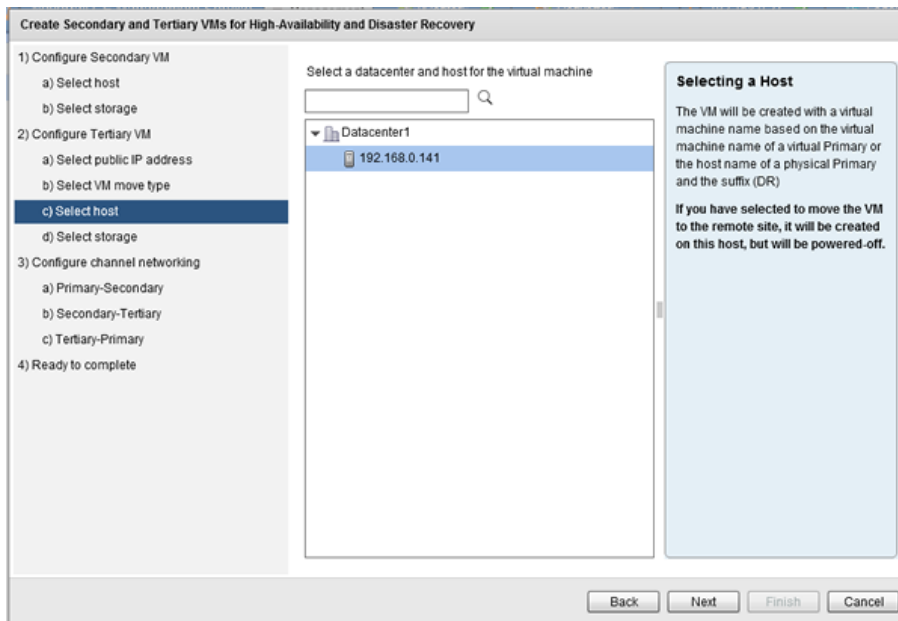 Create Secondary and Tertiary VMs for High-Availability and Disaster Recovery
1) Configure Secondary VM
a) Select host
b) Select storage
2) Configure Tertiary VM
a) Select public IP address
b) Select VM move type
c) Select host
d) Select storage
3) Configure channel networking
a) Primary-Secondary
b) Secondary-Tertiary
c) Tertiary-Primary
4) Ready to complete
Select a datacenter and host for the virtual machine
Datacenter1
192.168.0.141
Selecting a Host
The VM will be created with a virtual
machine name based on the virtual
machine name of a virtual Primary or
the host name of a physical Primary
and the suffix (DR)
If you have selected to move the VM
to the remote site, it will be created
on this host, but will be powered-off.
Back
Next
Finish
Cancel